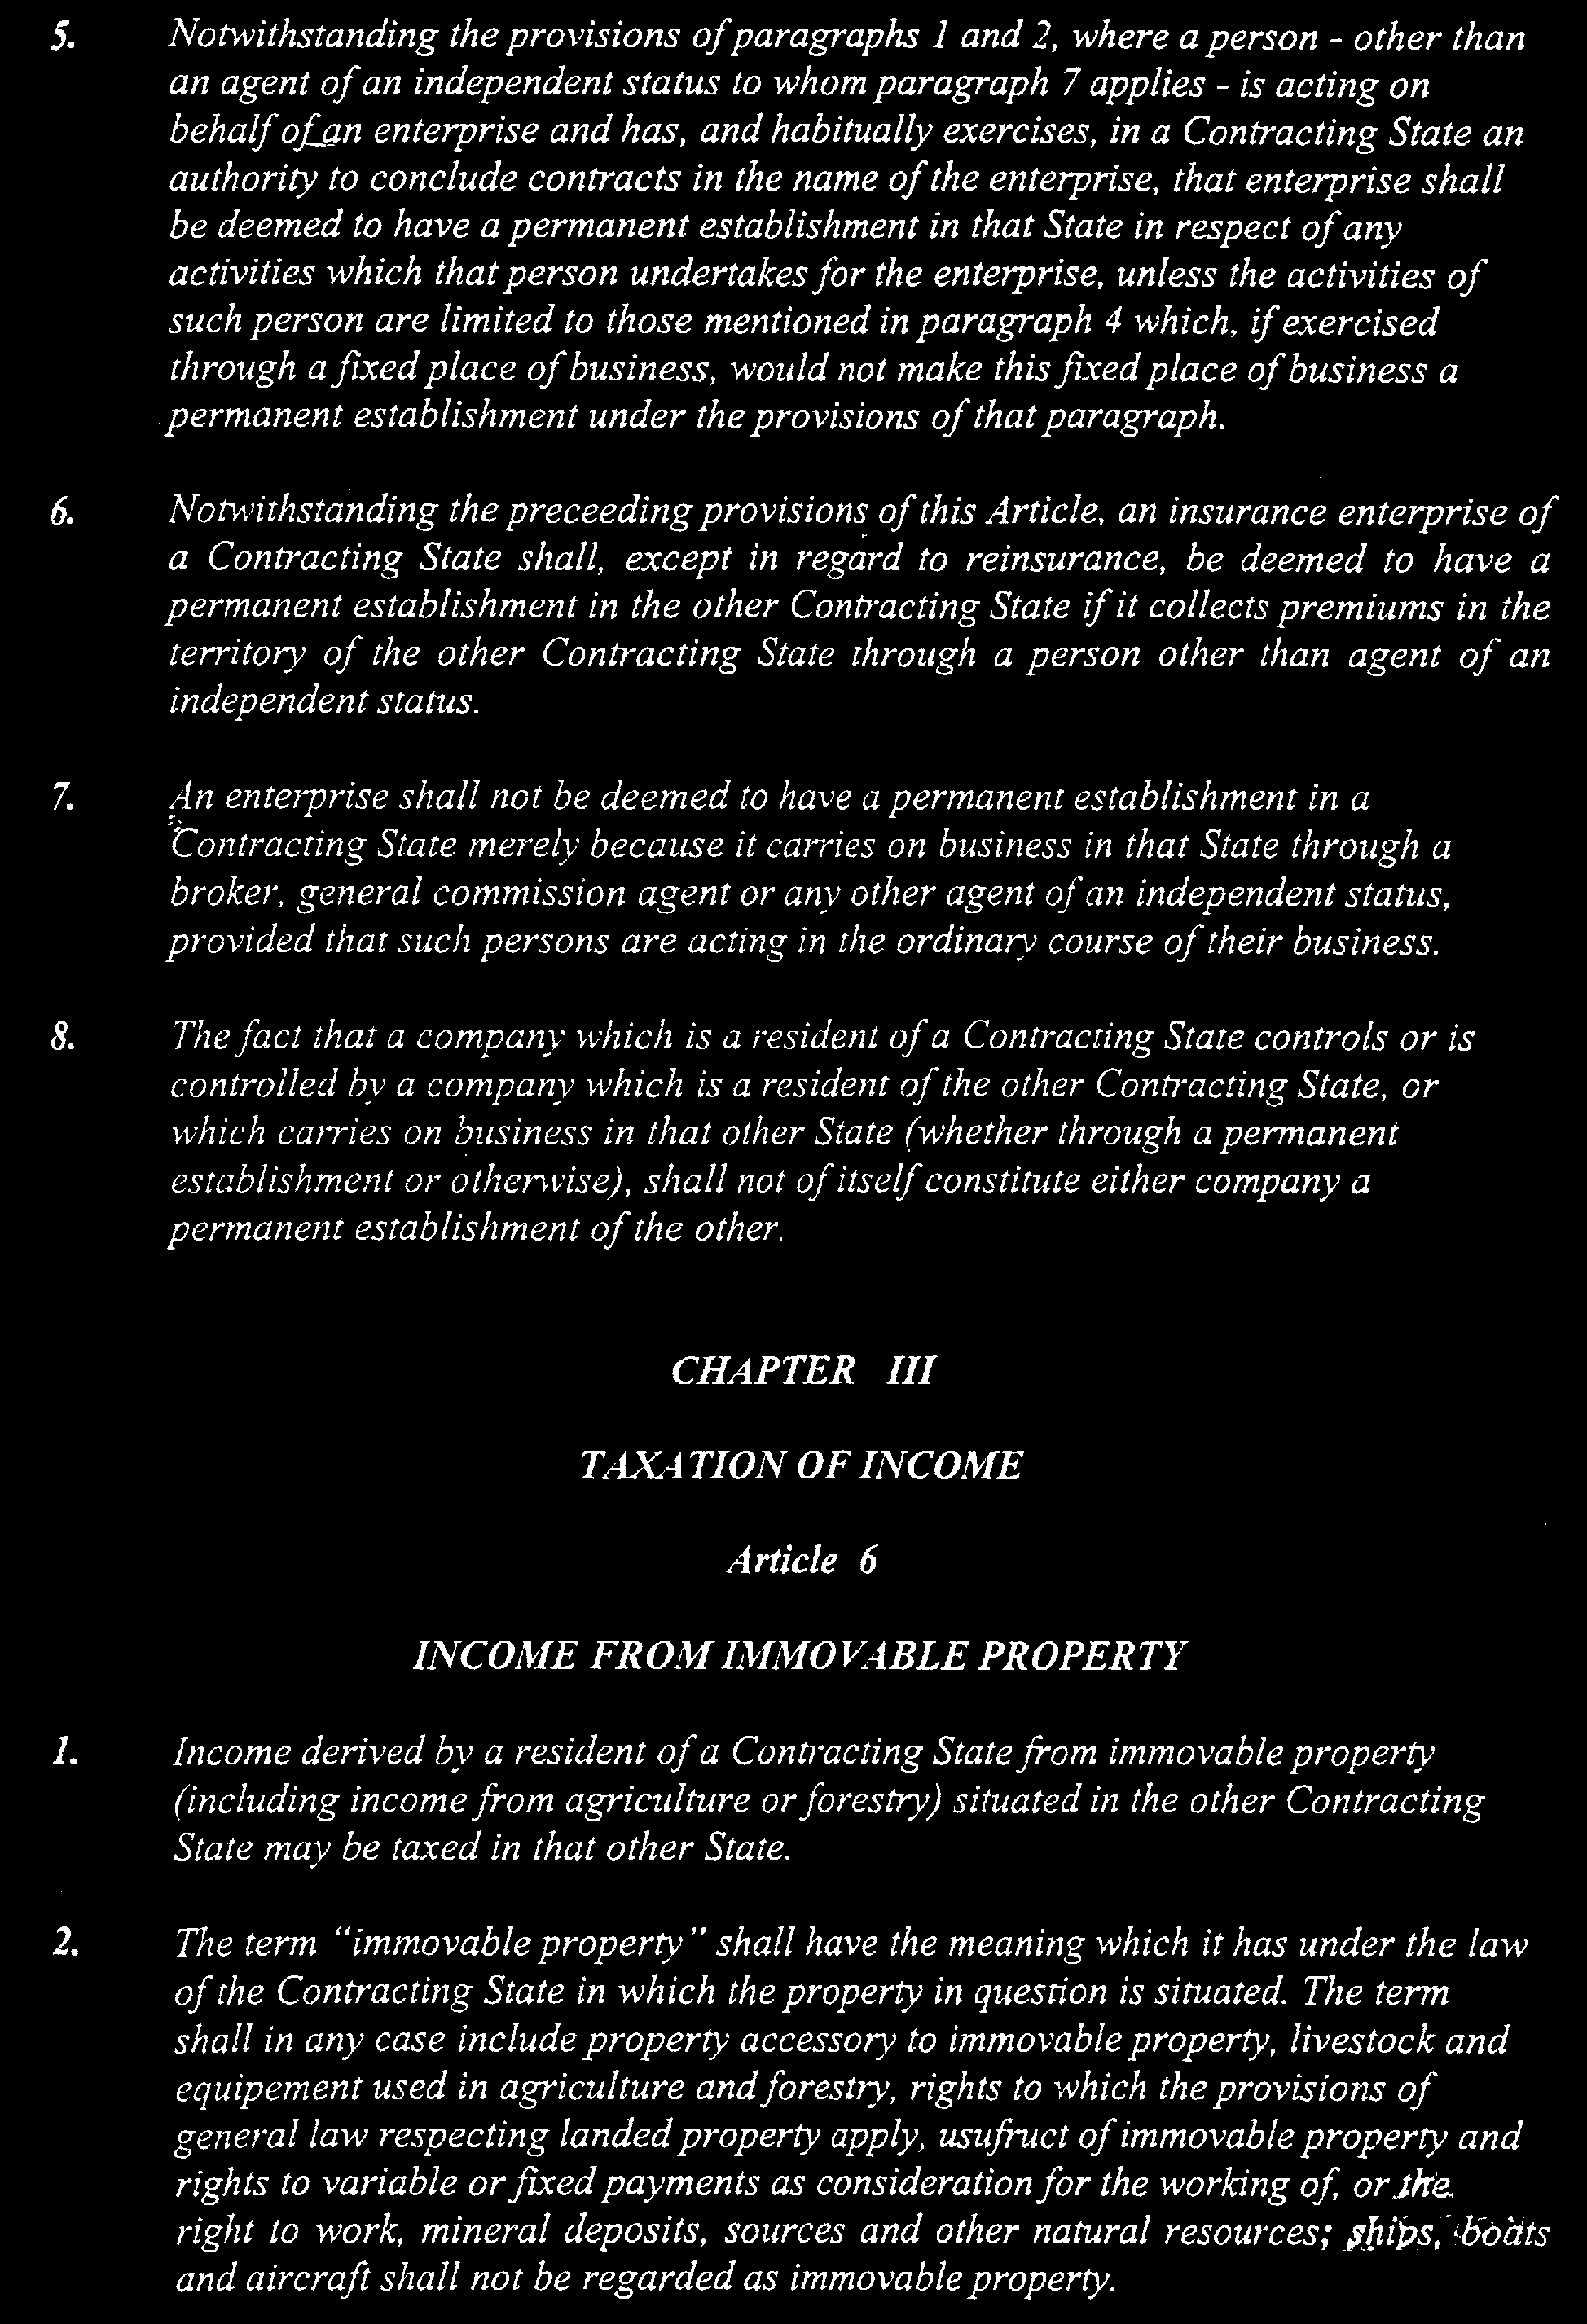 5. Notwithstanding the provisions of paragraphs 1 and 2, where a person - other than
an agent of an independent status to whom paragraph 7 applies - is acting on
behalf of an enterprise and has, and habitually exercises, in a Contracting State an
authority to conclude contracts in the name of the enterprise, that enterprise shall
be deemed to have a permanent establishment in that State in respect of any
activities which that person undertakes for the enterprise, unless the activities of
such person are limited to those mentioned in paragraph 4 which, if exercised
through a fixed place of business, would not make this fixed place of business a
permanent establishment under the provisions of that paragraph.
6. Notwithstanding the preceeding provisions of this Article, an insurance enterprise of
a Contracting State shall, except in regard to reinsurance, be deemed to have a
permanent establishment in the other Contracting State if it collects premiums in the
territory of the other Contracting State through a person other than agent of an
independent status.
7. An enterprise shall not be deemed to have a permanent establishment in a
Contracting State merely because it carries on business in that State through a
broker, general commission agent or any other agent of an independent status,
provided that such persons are acting in the ordinary course of their business.
8. The fact that a company which is a resident of a Contracting State controls or is
controlled by a company which is a resident of the other Contracting State, or
which carries on business in that other State (whether through a permanent
establishment or otherwise), shall not of itself constitute either company a
permanent establishment of the other.
CHAPTER III
TAXATION OF INCOME
Article 6
INCOME FROM IMMOVABLE PROPERTY
1. Income derived by a resident of a Contracting State from immovable property
(including income from agriculture or forestry) situated in the other Contracting
State may be taxed in that other State.
2. The term "immovable property" shall have the meaning which it has under the law
of the Contracting State in which the property in question is situated. The term
shall in any case include property accessory to immovable property, livestock and
equipement used in agriculture and forestry, rights to which the provisions of
general law respecting landed property apply, usufruct of immovable property and
rights to variable or fixed payments as consideration for the working of, or the
right to work, mineral deposits, sources and other natural resources; ships, boats
and aircraft shall not be regarded as immovable property.